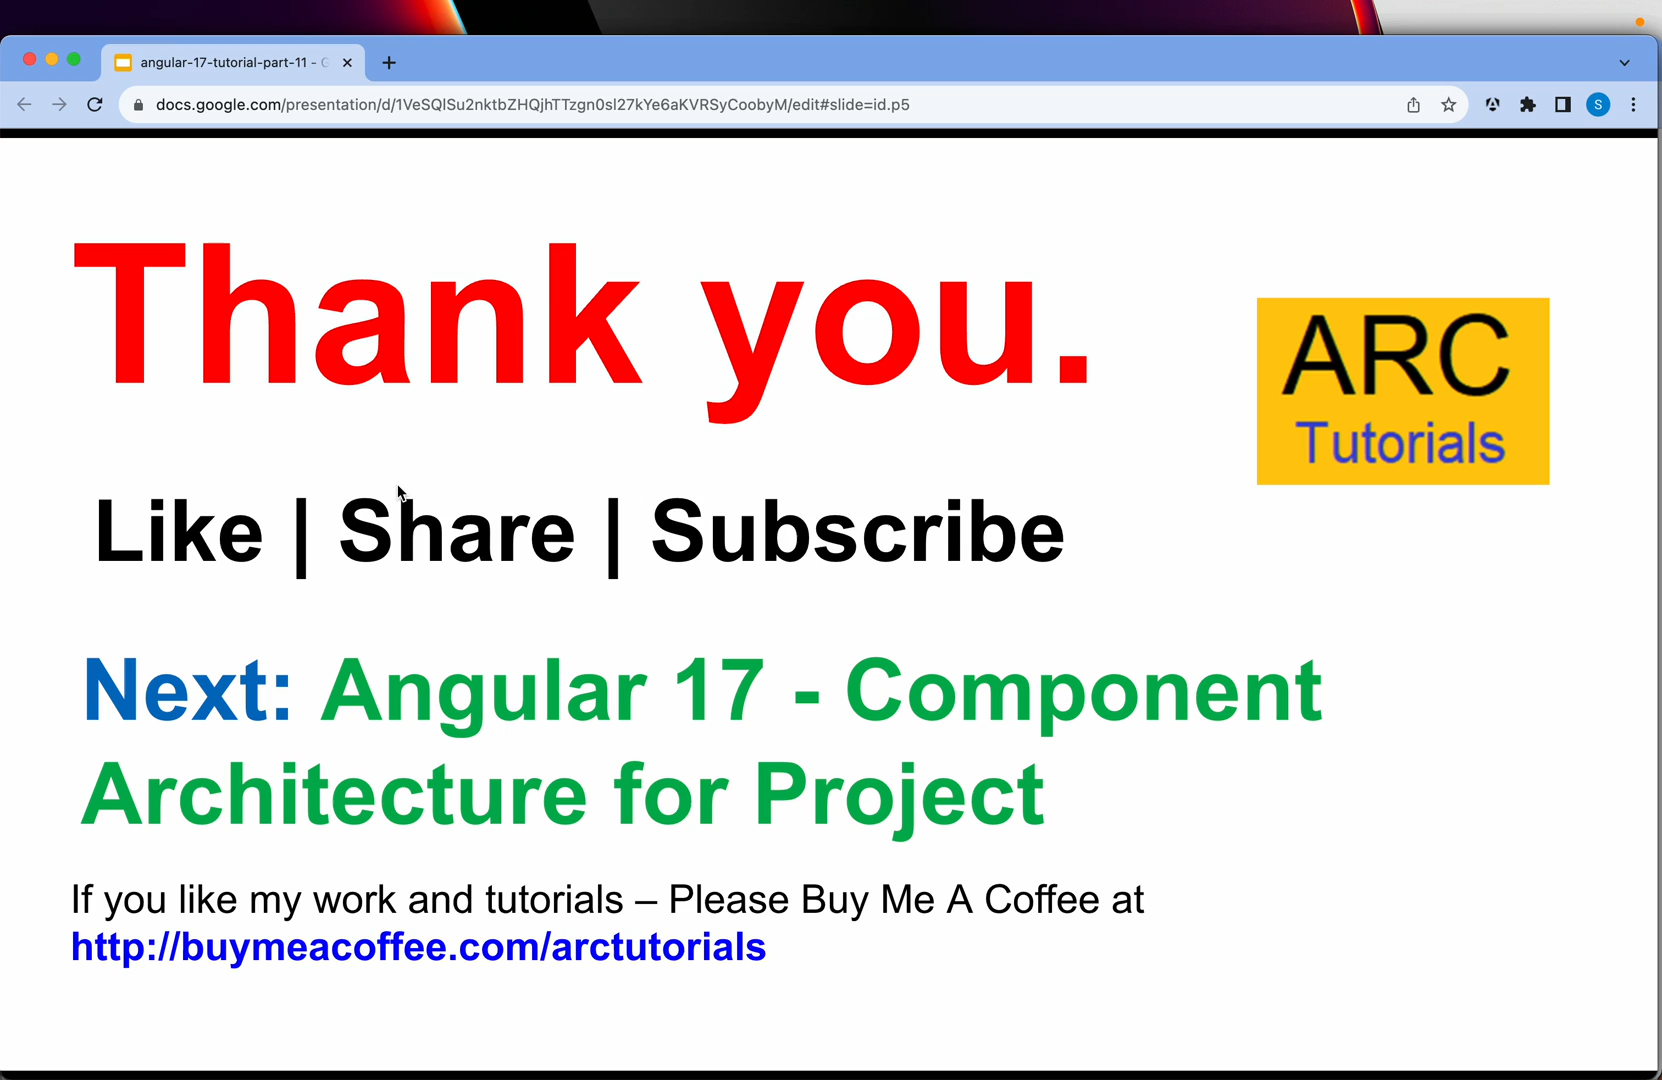 angular-17-tutorial-part-11 - G
docs.google.com/presentation/d/1VeSQlSu2nktbZHQjhTTzgn0sl27kYe6aKVRSyCoobyM/edit#slide=id.p5
S
Thank you.
ARC
Tutorials
Like | Share | Subscribe
Next: Angular 17 - Component
Architecture for Project
If you like my work and tutorials – Please Buy Me A Coffee at
http://buymeacoffee.com/arctutorials